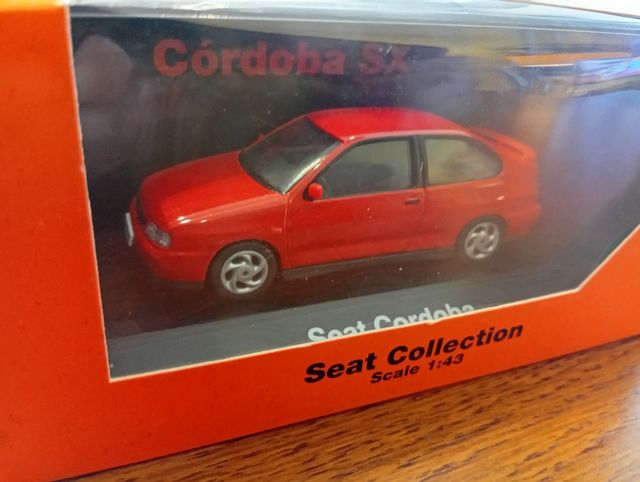 Córdoba SX
Seat Cordoba
Seat Collection
Scale 1:43